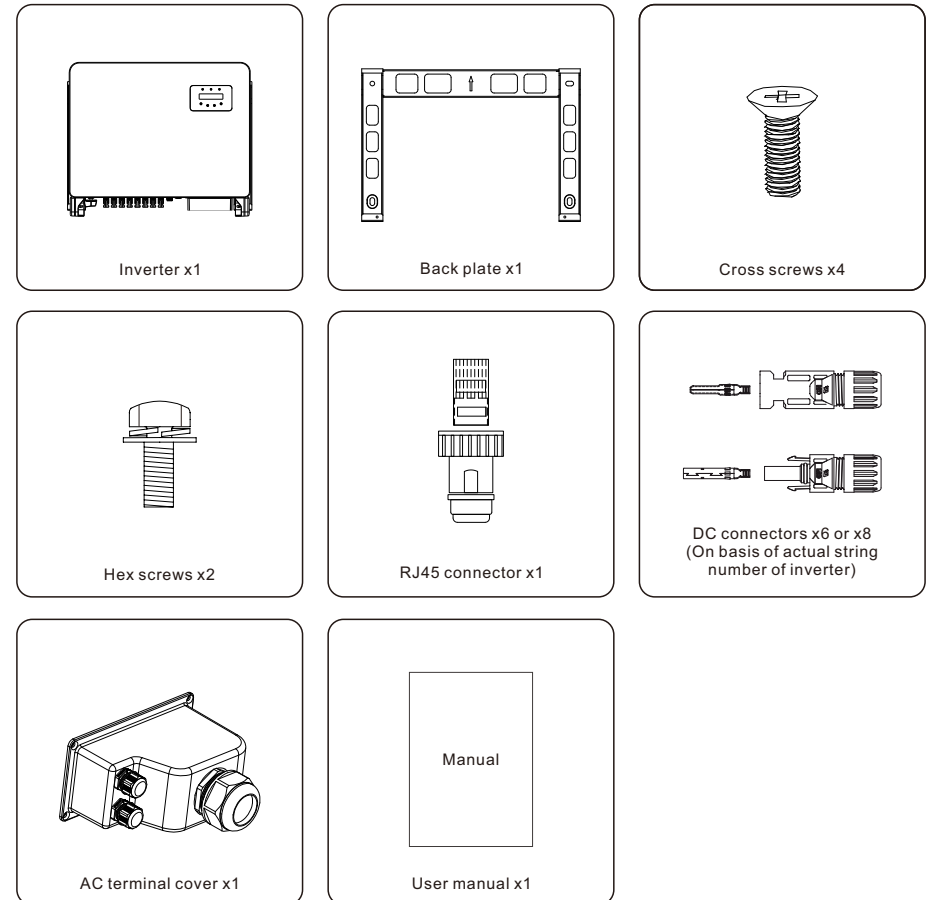 Inverter x1
Back plate x1
Cross screws x4
Hex screws x2
RJ45 connector x1
DC connectors x6 or x8
(On basis of actual string
number of inverter)
Manual
AC terminal cover x1
User manual x1